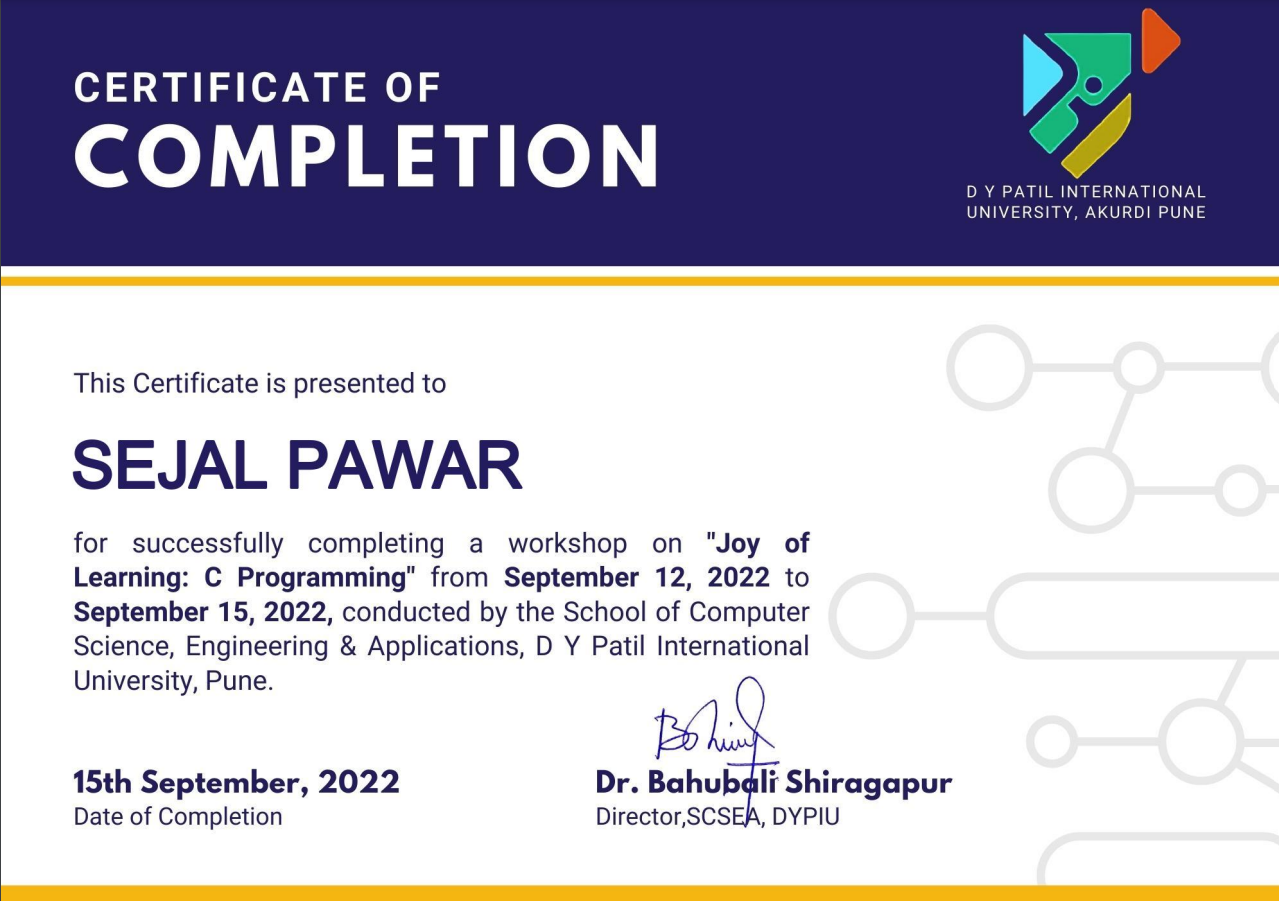 CERTIFICATE OF
COMPLETION
D Y PATIL INTERNATIONAL
UNIVERSITY, AKURDI PUNE
This Certificate is presented to
SEJAL PAWAR
for successfully completing a workshop on "Joy of
Learning: C Programming" from September 12, 2022 to
September 15, 2022, conducted by the School of Computer
Science, Engineering & Applications, D Y Patil International
University, Pune.
15th September, 2022
Date of Completion
Dr. Bahubali Shiragapur
Director,SCSEA, DYPIU